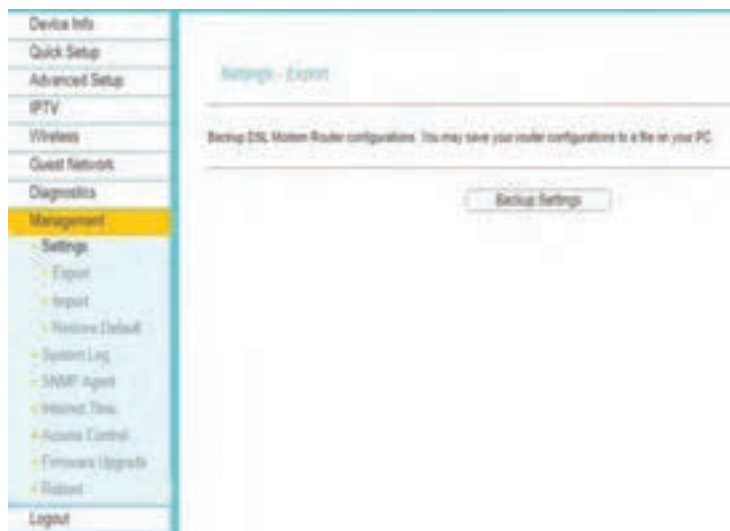 Device Info
Quick Setup
Advanced Setup
IPTV
Wireless
Guest Network
Diagnostics
Management
- Settings
- Export
- Import
- Restore Default
- System Log
- SNMP Agent
- Internet Time
- Access Control
- Firmware Upgrade
- Reboot
Logout
Settings - Export
Backup DSL Modem Router configurations. You may save your router configurations to a file on your PC.
Backup Settings